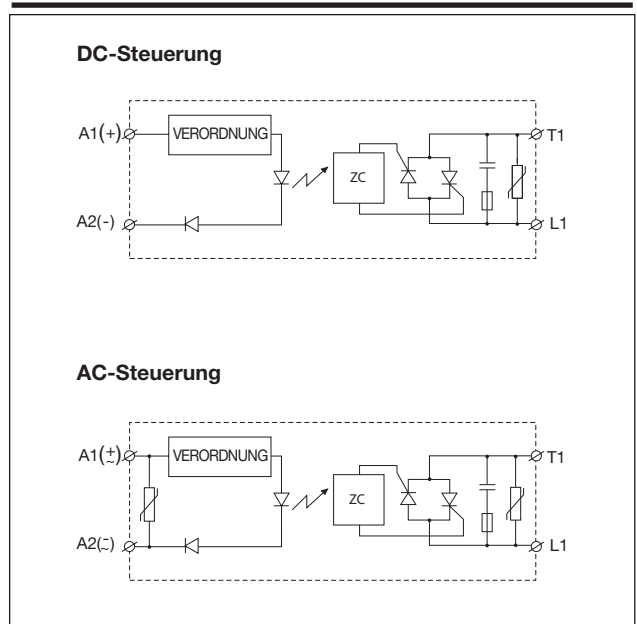 DC-Steuerung
A1(+) VERORDNUNG T1
ZC
A2(-) L1
AC-Steuerung
A1(±~) VERORDNUNG T1
ZC
A2(-~) L1